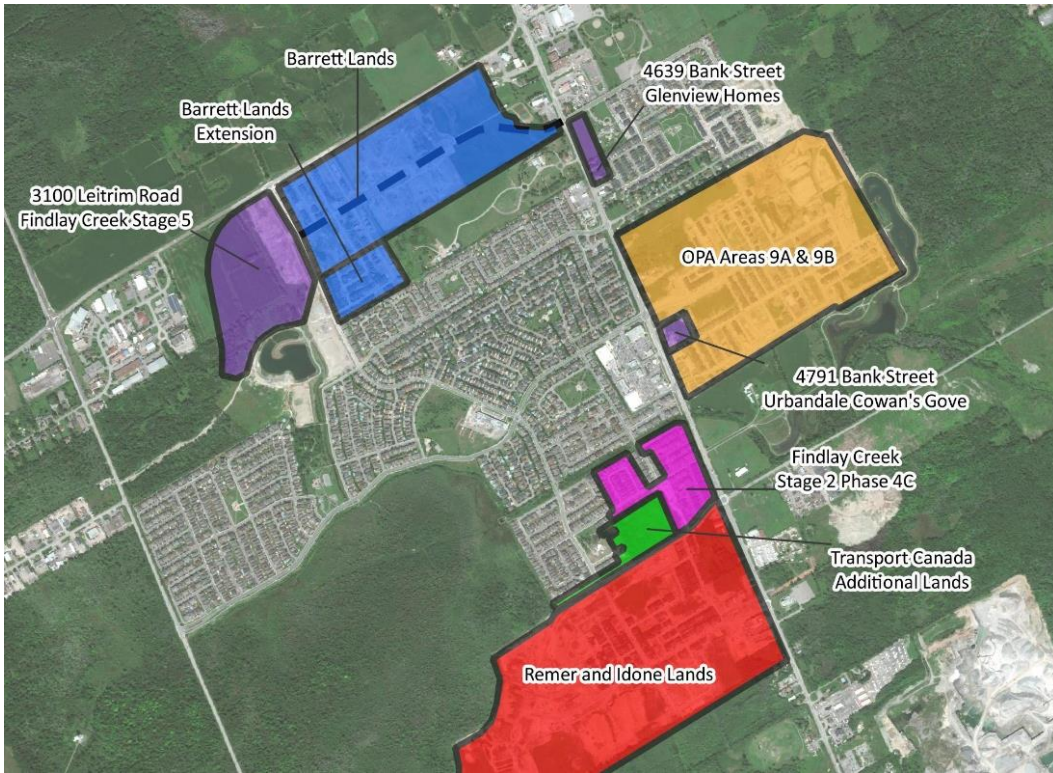 Barrett Lands
4639 Bank Street
Glenview Homes
Barrett Lands
Extension
3100 Leitrim Road
Findlay Creek Stage 5
OPA Areas 9A & 9B
4791 Bank Street
Urbandale Cowan's Gove
Findlay Creek
Stage 2 Phase 4C
Transport Canada
Additional Lands
Remer and Idone Lands